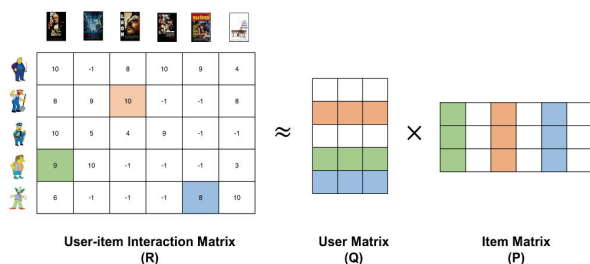 10 -1 8 10 9 4
8 9 10 -1 -1 8
10 5 4 9 -1 -1
9 10 -1 -1 -1 3
6 -1 -1 -1 8 10
≈
×
User-item Interaction Matrix
(R)
User Matrix
(Q)
Item Matrix
(P)